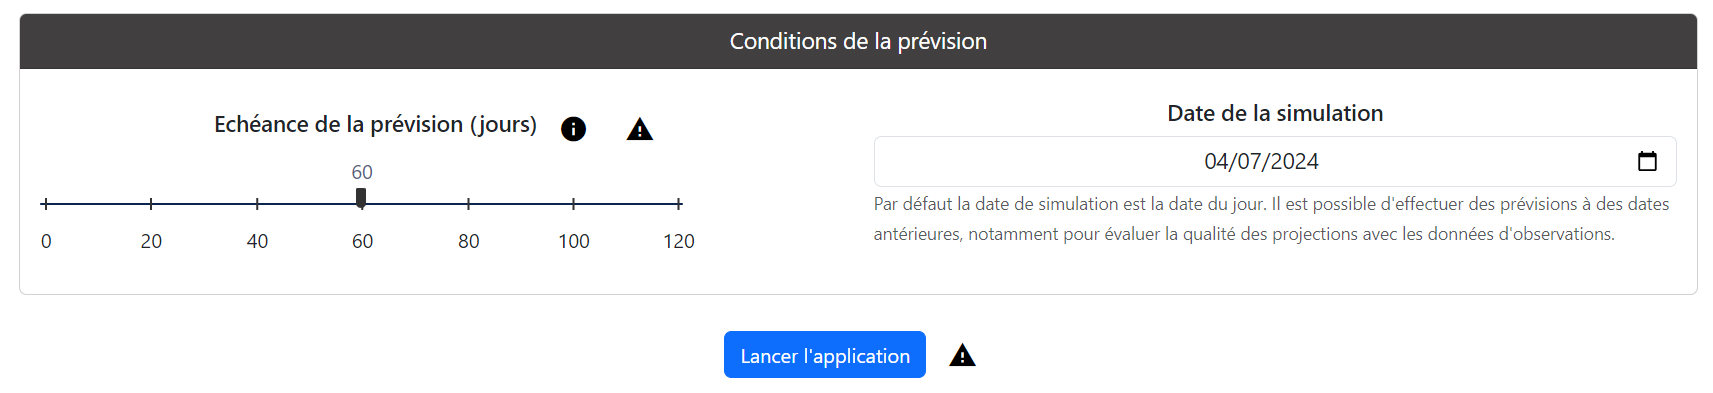 Conditions de la prévision
Echéance de la prévision (jours)
60
0 20 40 60 80 100 120
Date de la simulation
04/07/2024
Par défaut la date de simulation est la date du jour. Il est possible d'effectuer des prévisions à des dates
antérieures, notamment pour évaluer la qualité des projections avec les données d'observations.
Lancer l'application